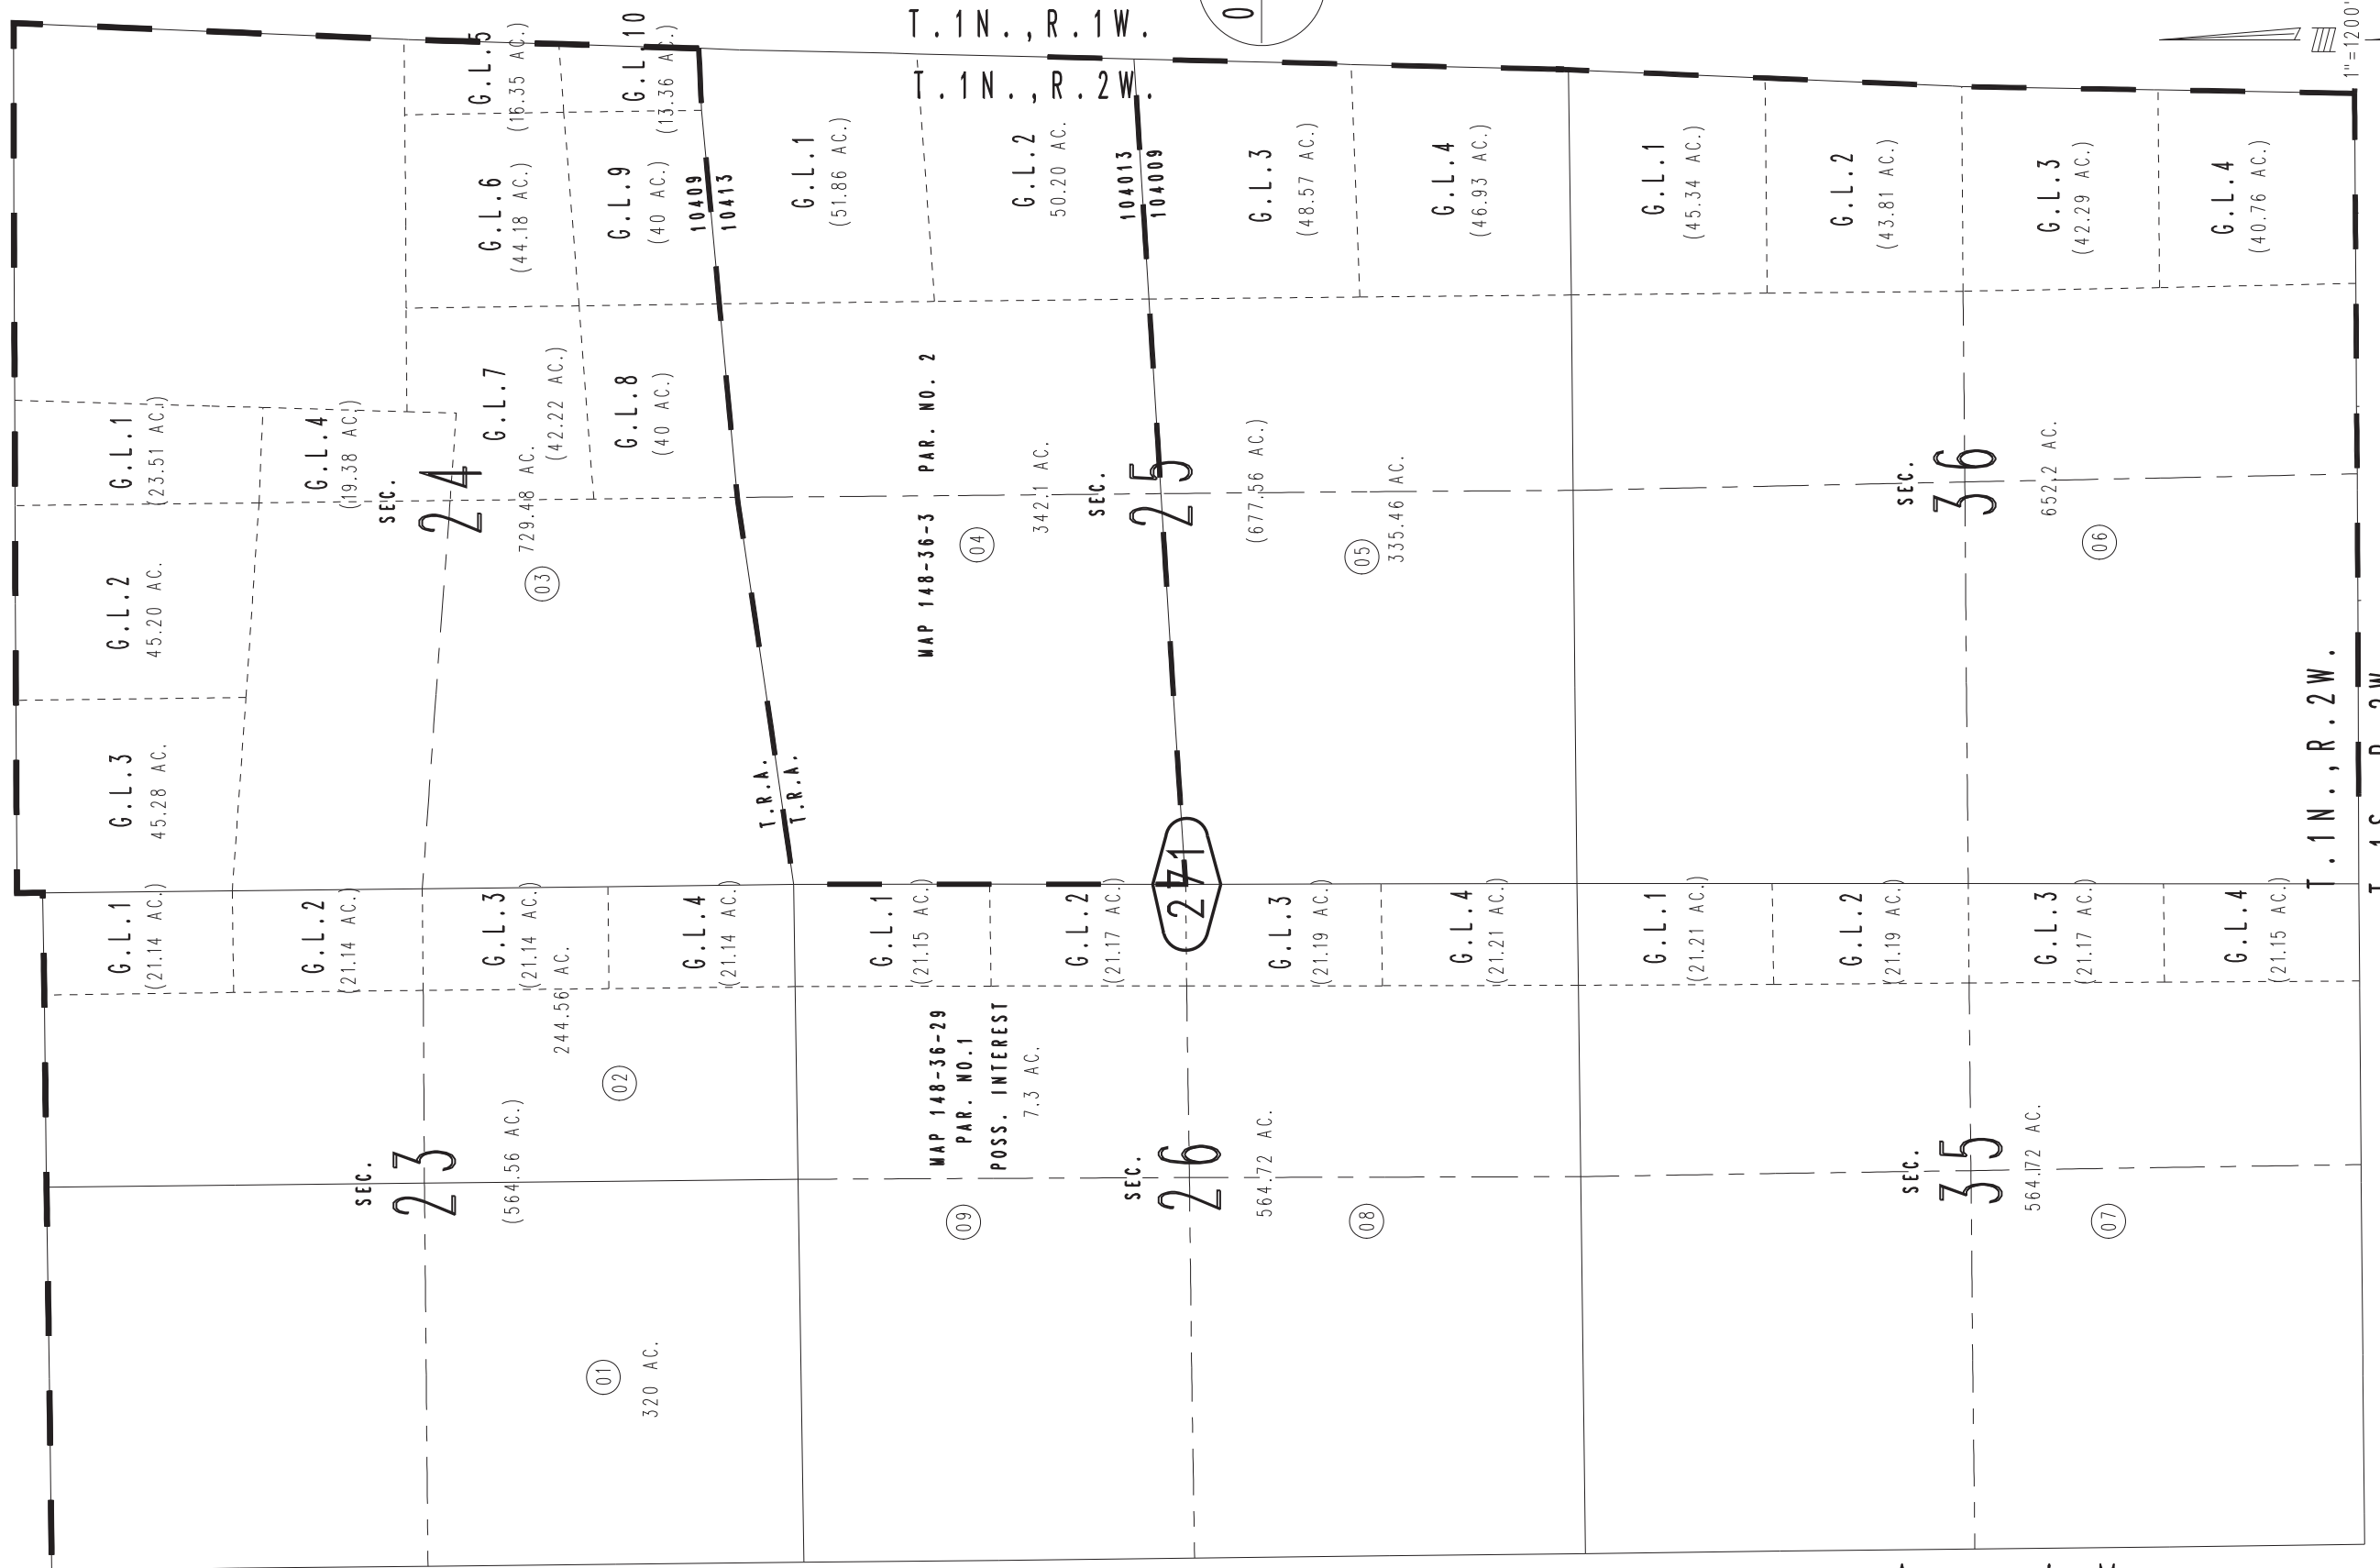 T.1N.,R.1W.
T.1N.,R.2W.
0
1"=1200'
G.L.5
(16.35 AC.)
G.L.10
(13.36 AC.)
G.L.6
(44.18 AC.)
G.L.9
(40 AC.)
10409
10413
G.L.1
(51.86 AC.)
G.L.2
50.20 AC.
104013
104009
G.L.3
(48.57 AC.)
G.L.4
(46.93 AC.)
G.L.1
(45.34 AC.)
G.L.2
(43.81 AC.)
G.L.3
(42.29 AC.)
G.L.4
(40.76 AC.)
G.L.1
(23.51 AC.)
G.L.4
(19.38 AC.)
SEC.
24
G.L.7
(42.22 AC.)
729.48 AC.
03
G.L.8
(40 AC.)
MAP 148-36-3 PAR. NO. 2
04
342.1 AC.
SEC.
25
(677.56 AC.)
05
335.46 AC.
SEC.
36
652.2 AC.
06
G.L.2
45.20 AC.
G.L.3
45.28 AC.
T.R.A.
T.R.A.
271
T.1N.,R.2W.
G.L.1
(21.14 AC.)
G.L.2
(21.14 AC.)
G.L.3
(21.14 AC.)
G.L.4
(21.14 AC.)
G.L.1
(21.15 AC.)
G.L.2
(21.17 AC.)
G.L.3
(21.19 AC.)
G.L.4
(21.21 AC.)
G.L.1
(21.21 AC.)
G.L.2
(21.19 AC.)
G.L.3
(21.17 AC.)
G.L.4
(21.15 AC.)
244.56 AC.
02
SEC.
23
(564.56 AC.)
MAP 148-36-29
PAR. NO.1
POSS. INTEREST
7.3 AC.
09
SEC.
26
564.72 AC.
08
SEC.
35
564.72 AC.
07
01
320 AC.